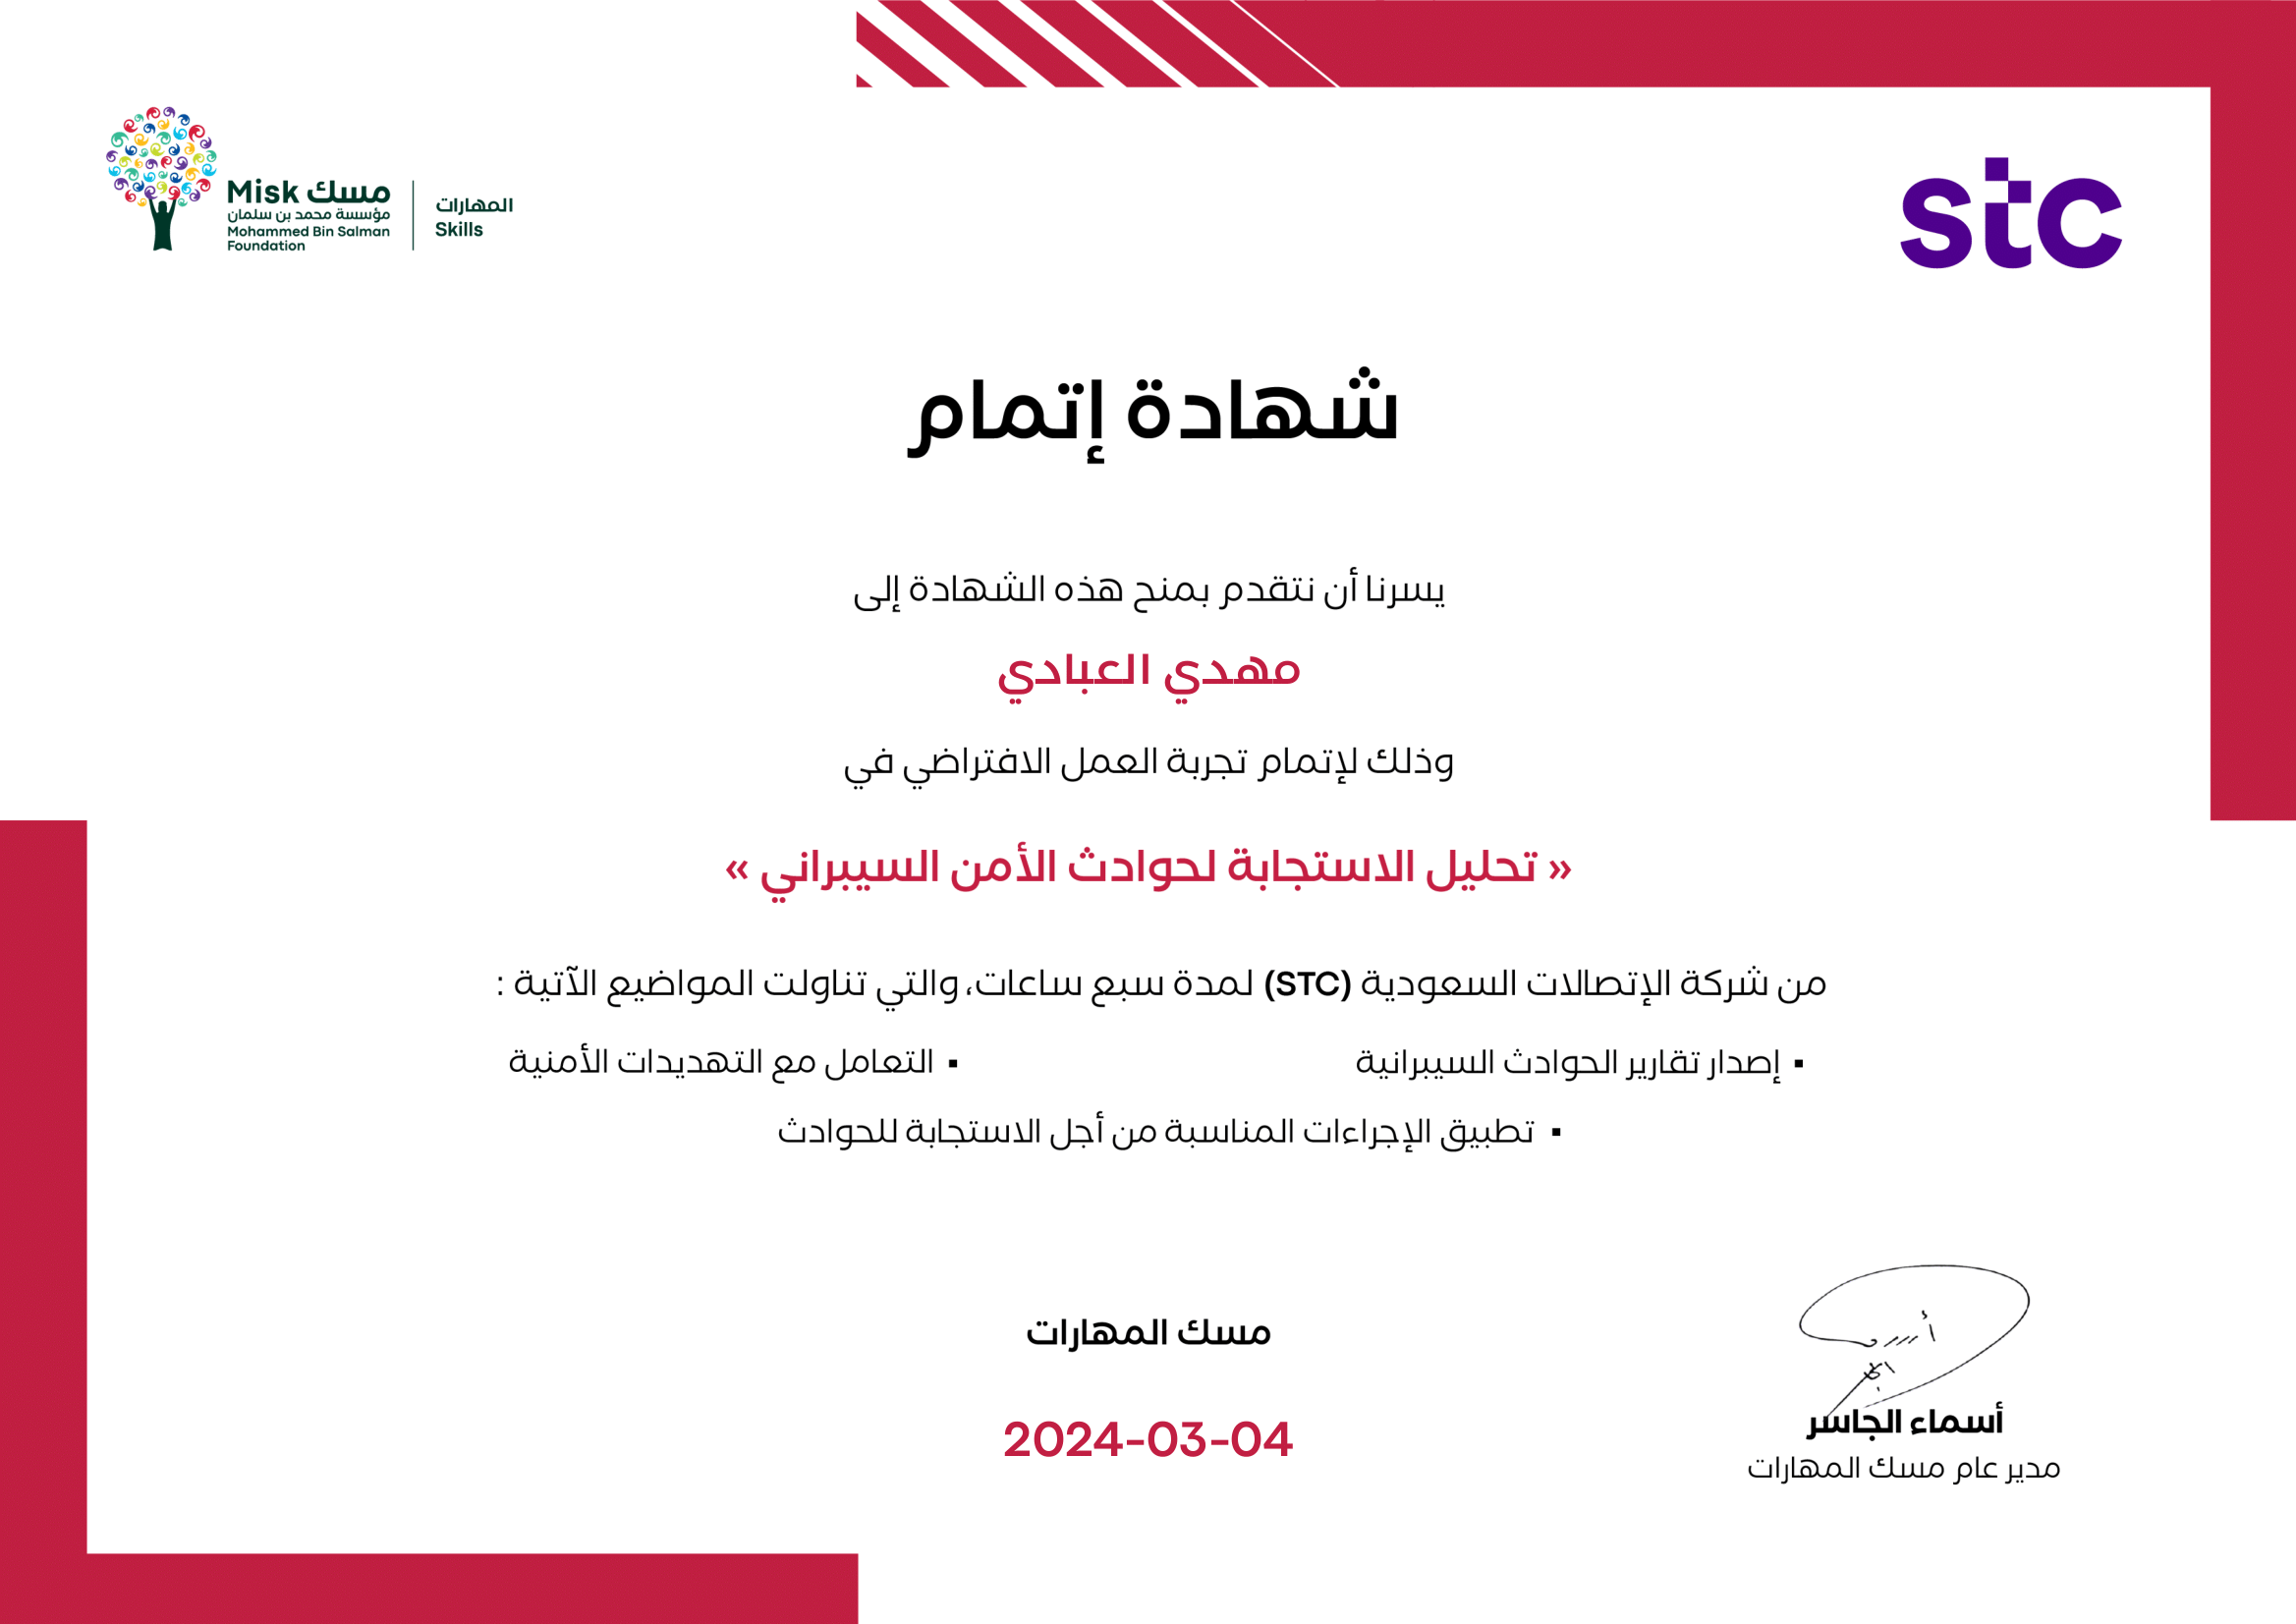 Misk مسك
مؤسسة محمد بن سلمان
Mohammed Bin Salman
Foundation
المهارات
Skills
stc
شهادة إتمام
يسرنا أن نتقدم بمنح هذه الشهادة إلى
مهدي العبادي
وذلك لإتمام تجربة العمل الافتراضي في
« تحليل الاستجابة لحوادث الأمن السيبراني »
من شركة الإتصالات السعودية (STC) لمدة سبع ساعات، والتي تناولت المواضيع الآتية :
▪ إصدار تقارير الحوادث السيبرانية
▪ التعامل مع التهديدات الأمنية
▪ تطبيق الإجراءات المناسبة من أجل الاستجابة للحوادث
مسك المهارات
2024-03-04
أسماء الجاسر
مدير عام مسك المهارات